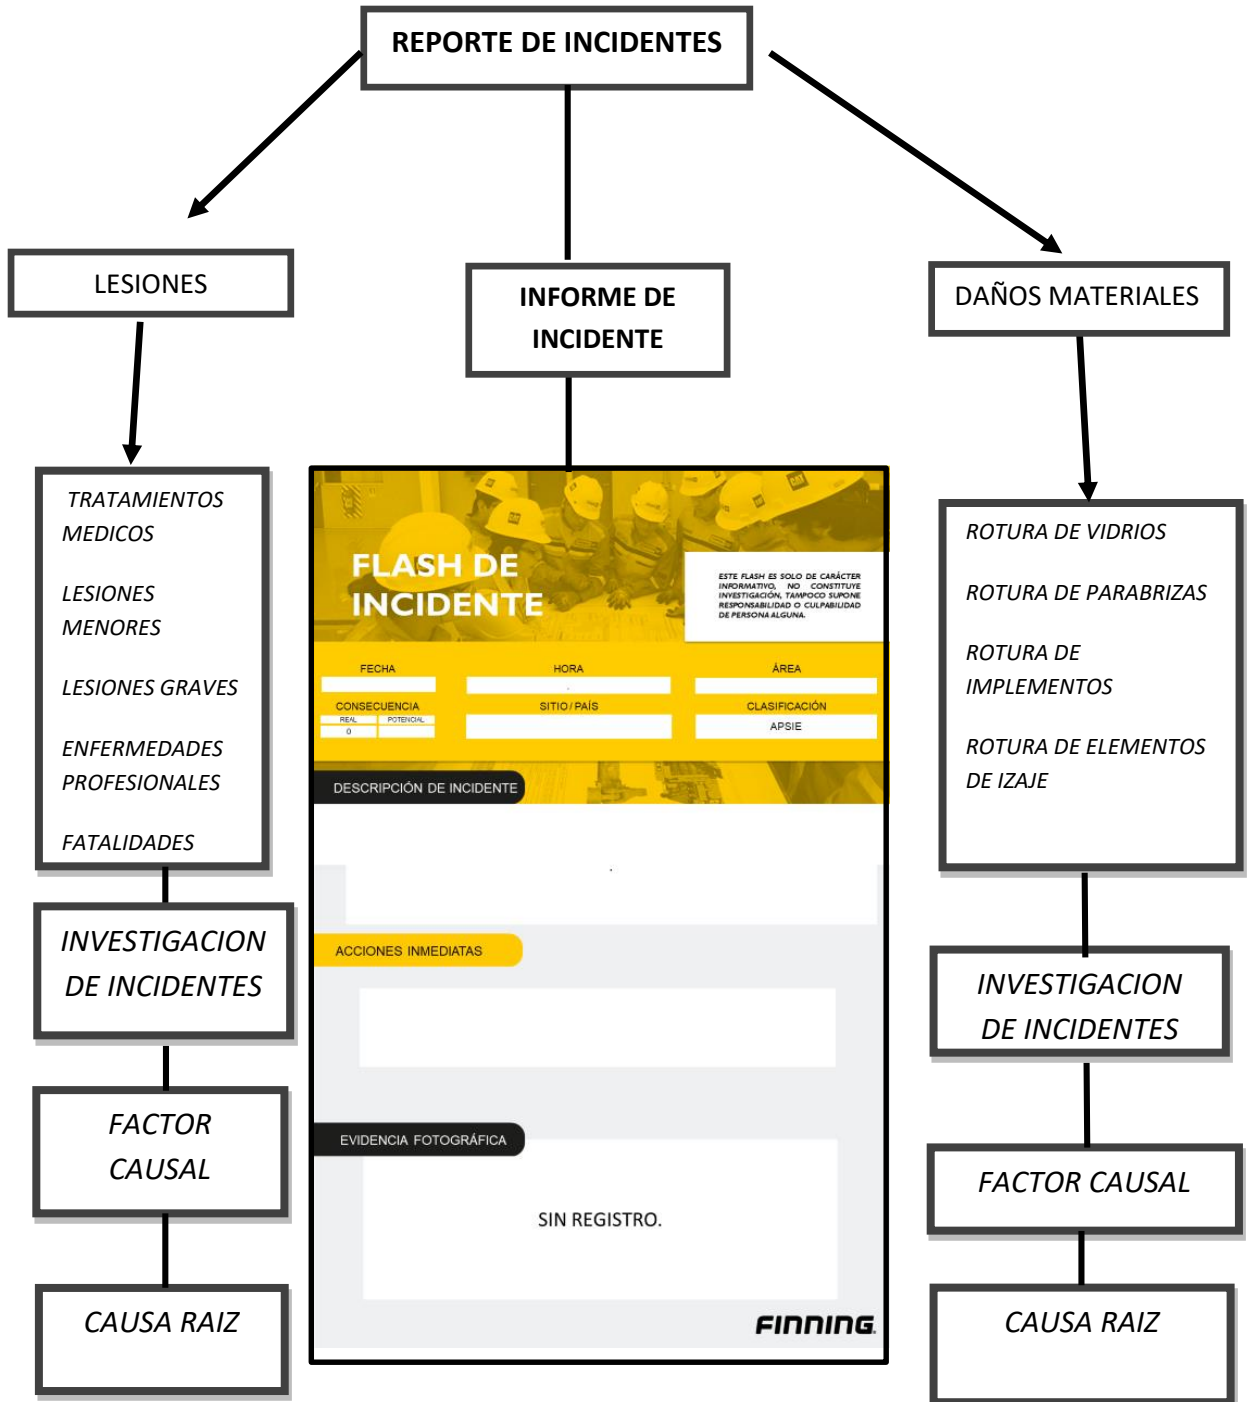 REPORTE DE INCIDENTES
LESIONES
INFORME DE
INCIDENTE
DAÑOS MATERIALES
TRATAMIENTOS
MEDICOS
LESIONES
MENORES
LESIONES GRAVES
ENFERMEDADES
PROFESIONALES
FATALIDADES
INVESTIGACION
DE INCIDENTES
FACTOR
CAUSAL
CAUSA RAIZ
FLASH DE
INCIDENTE
ESTE FLASH ES SOLO DE CARÁCTER
INFORMATIVO, NO CONSTITUYE
INVESTIGACIÓN, TAMPOCO SUPONE
RESPONSABILIDAD O CULPABILIDAD
DE PERSONA ALGUNA.
FECHA
HORA
ÁREA
.
CONSECUENCIA
SITIO/PAÍS
CLASIFICACIÓN
REAL POTENCIAL
0
APSIE
DESCRIPCIÓN DE INCIDENTE
.
ACCIONES INMEDIATAS
EVIDENCIA FOTOGRÁFICA
SIN REGISTRO.
FINNING.
ROTURA DE VIDRIOS
ROTURA DE PARABRIZAS
ROTURA DE
IMPLEMENTOS
ROTURA DE ELEMENTOS
DE IZAJE
INVESTIGACION
DE INCIDENTES
FACTOR CAUSAL
CAUSA RAIZ